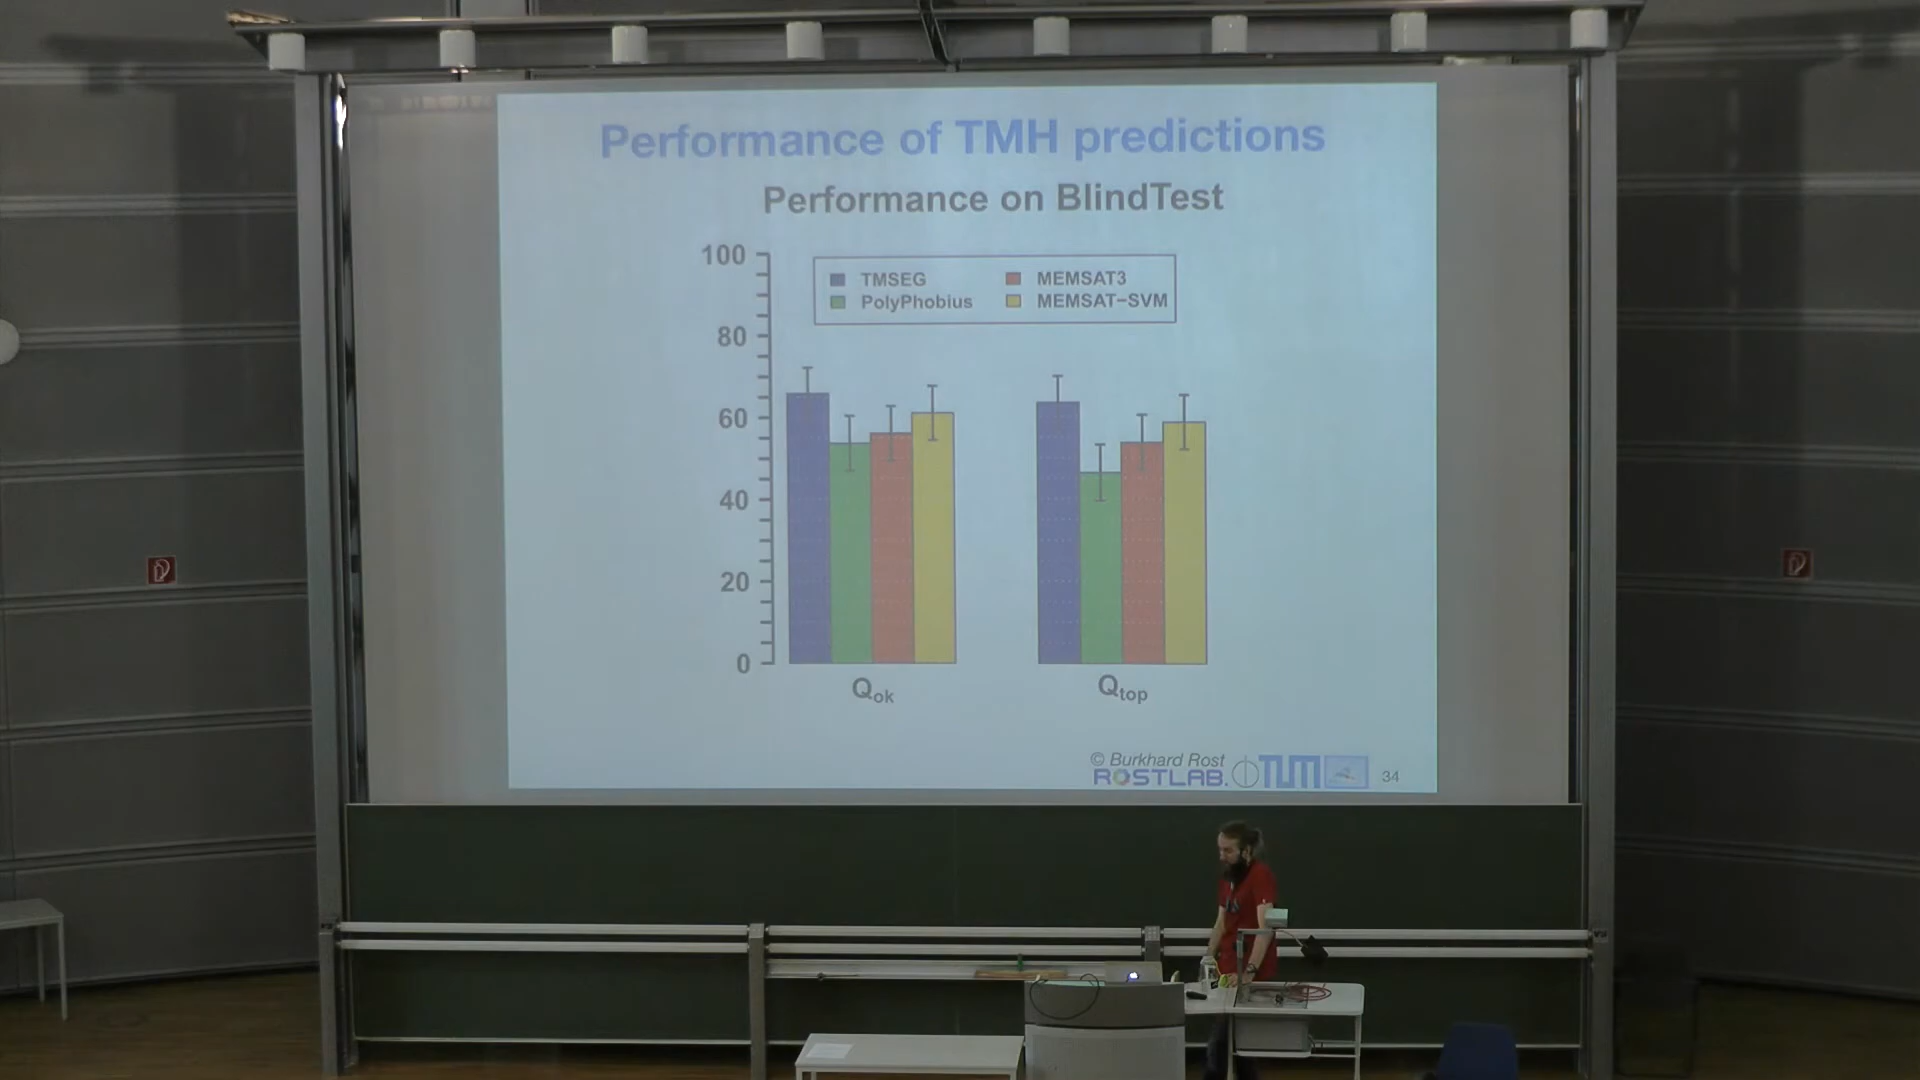 Performance of TMH predictions
Performance on BlindTest
100
80
60
40
20
0
TMSEG
MEMSAT3
PolyPhobius
MEMSAT-SVM
Qok
Qtop
© Burkhard Rost
ROSTLAB.
TUM
34